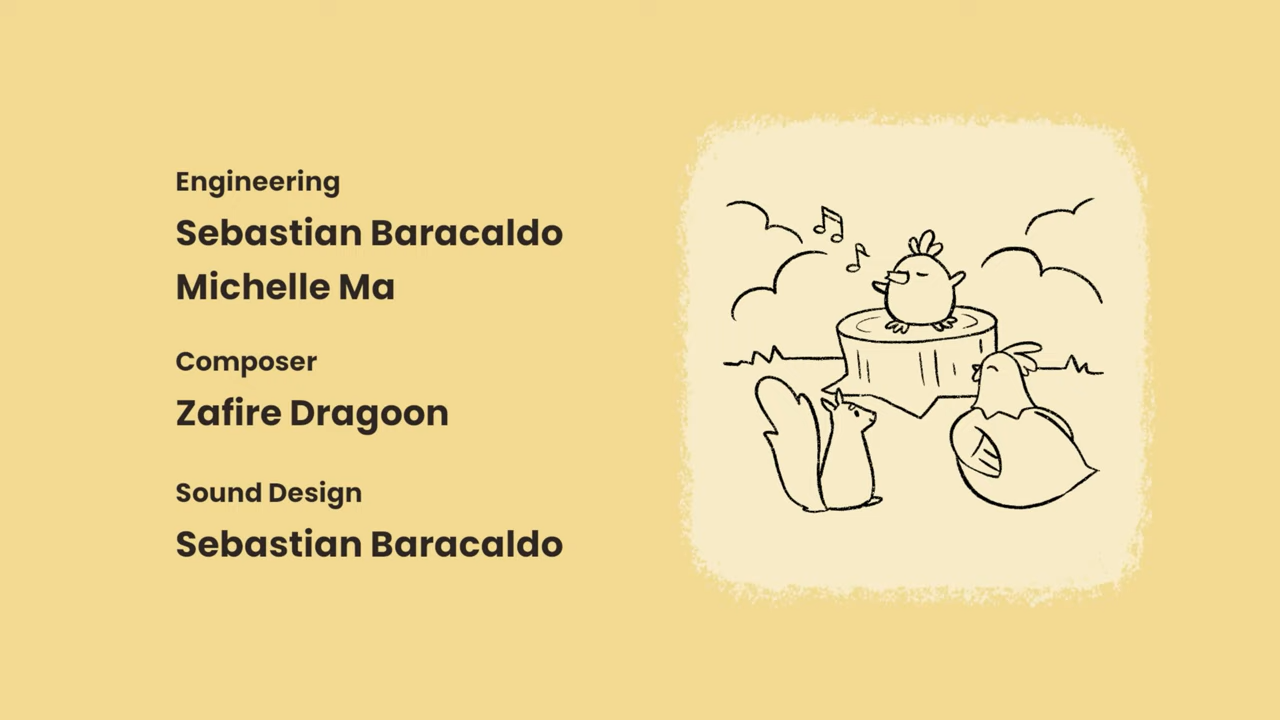 Engineering
Sebastian Baracaldo
Michelle Ma
Composer
Zafire Dragoon
Sound Design
Sebastian Baracaldo